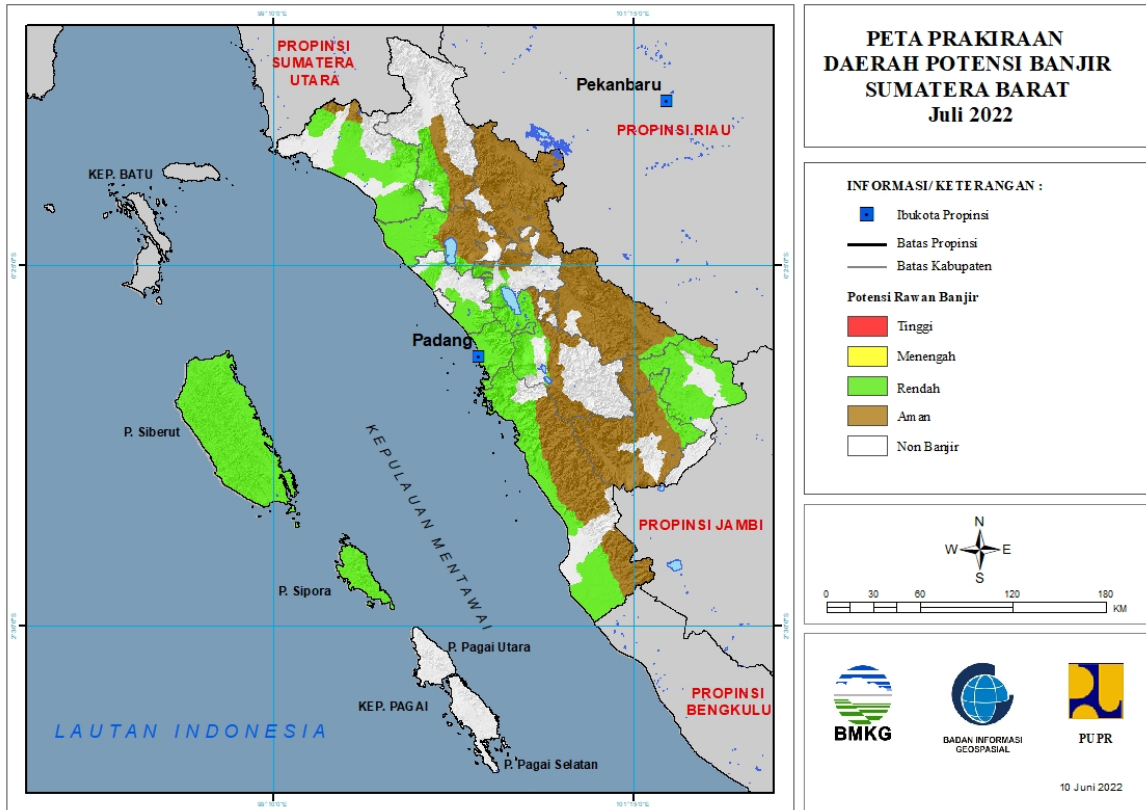 PETA PRAKIRAAN
DAERAH POTENSI BANJIR
SUMATERA BARAT
Juli 2022
INFORMASI/ KETERANGAN :
Ibukota Propinsi
Batas Propinsi
Batas Kabupaten
Potensi Rawan Banjir
Tinggi
Menengah
Rendah
Aman
Non Banjir
N
W E
S
0 30 60 120 180
KM
BMKG
BADAN INFORMASI
GEOSPASIAL
PUPR
10 Juni 2022
PROPINSI
SUMATERA
UTARA
Pekanbaru
PROPINSI RIAU
KEP. BATU
Padang
P. Siberut
KEPULAUAN MENTAWAI
PROPINSI JAMBI
P. Sipora
P. Pagai Utara
KEP. PAGAI
PROPINSI
BENGKULU
LAUTAN INDONESIA
P. Pagai Selatan